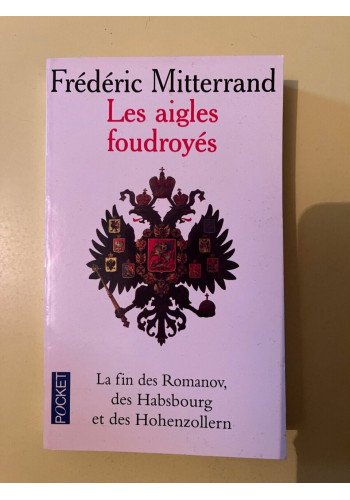 Frédéric Mitterrand
Les aigles
foudroyés
La fin des Romanov,
des Habsbourg
et des Hohenzollern
POCKET